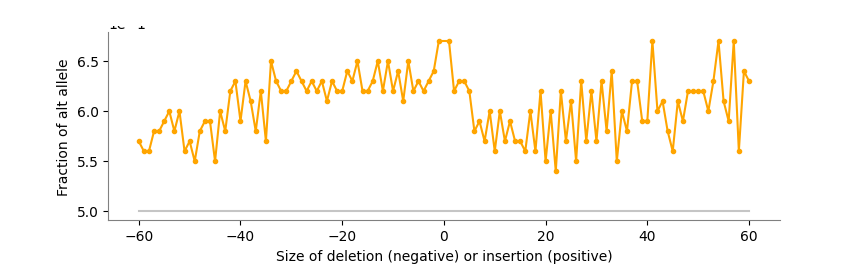 6.5
6.0
5.5
5.0
Fraction of alt allele
−60 −40 −20 0 20 40 60
Size of deletion (negative) or insertion (positive)